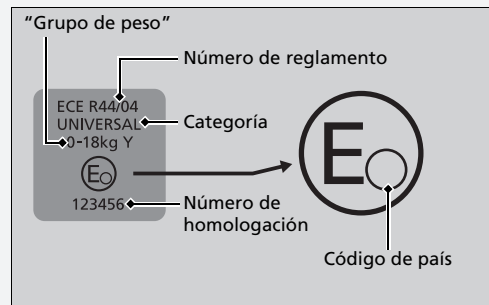 “Grupo de peso”
Número de reglamento
ECE R44/04
UNIVERSAL
Categoría
0-18kg Y
E
E
123456
Número de
homologación
Código de país